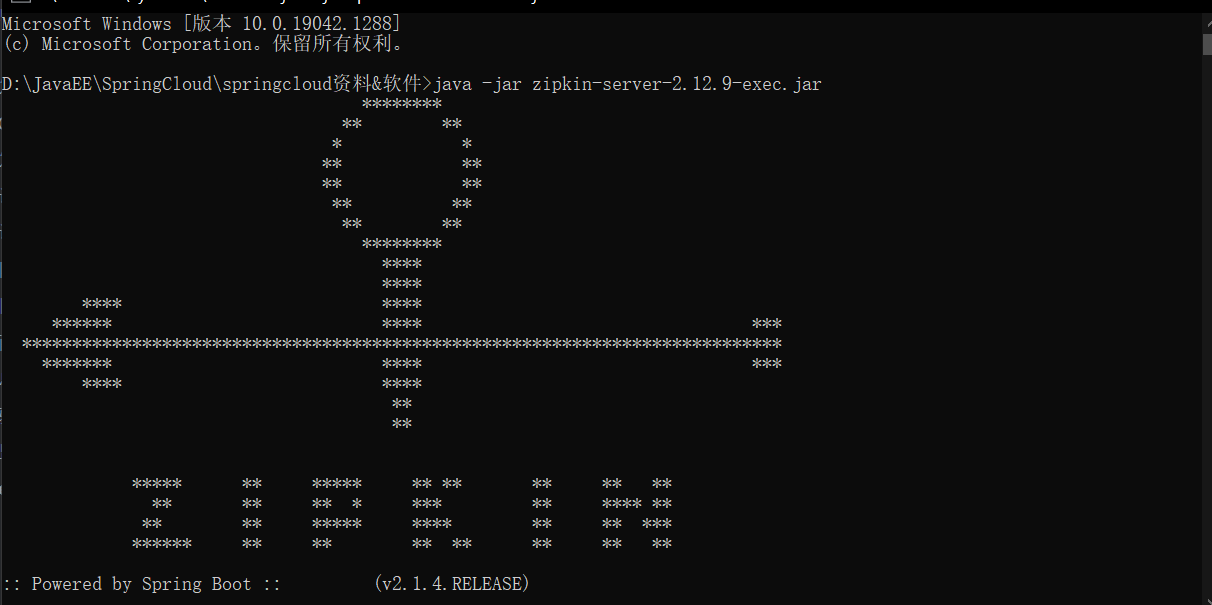 Microsoft Windows [版本 10.0.19042.1288]
(c) Microsoft Corporation。保留所有权利。
D:\JavaEE\SpringCloud\springcloud资料&软件>java -jar zipkin-server-2.12.9-exec.jar
ZIPKIN
:: Powered by Spring Boot :: (v2.1.4.RELEASE)